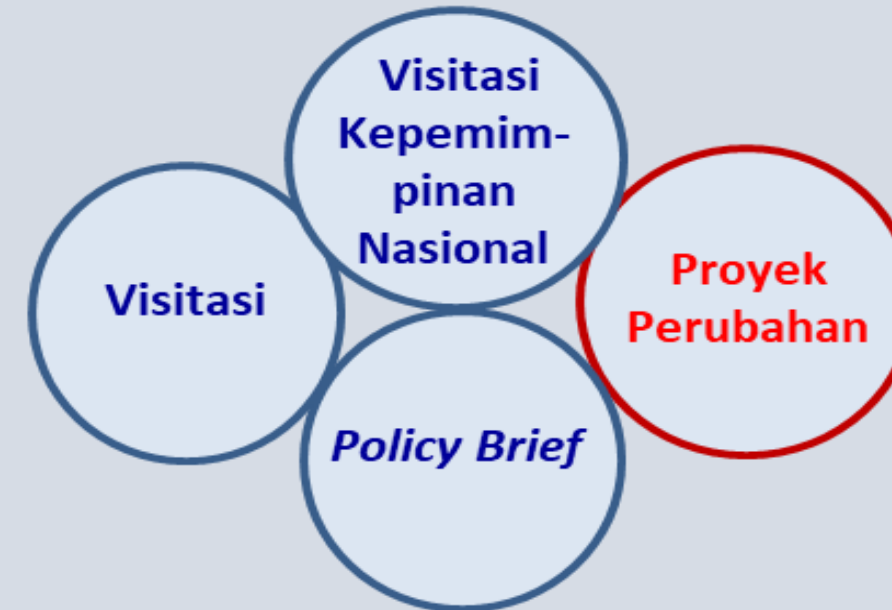 Visitasi
Kepemim-
pinan
Nasional
Visitasi
Proyek
Perubahan
Policy Brief